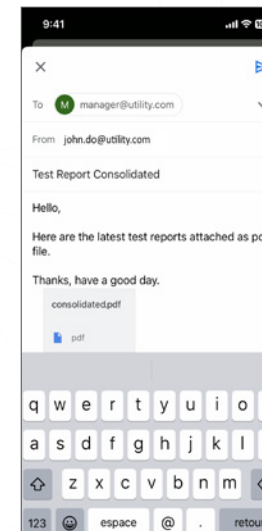 9:41
To M manager@utility.com
From john.do@utility.com
Test Report Consolidated
Hello,
Here are the latest test reports attached as
file.
Thanks, have a good day.
consolidated.pdf
pdf
q w e r t y u i o
a s d f g h j k l
z x c v b n m
123 espace @ .